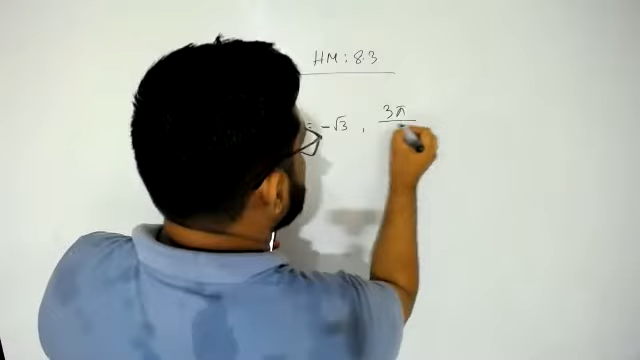 HM : 8.3
= -√3 , 3π